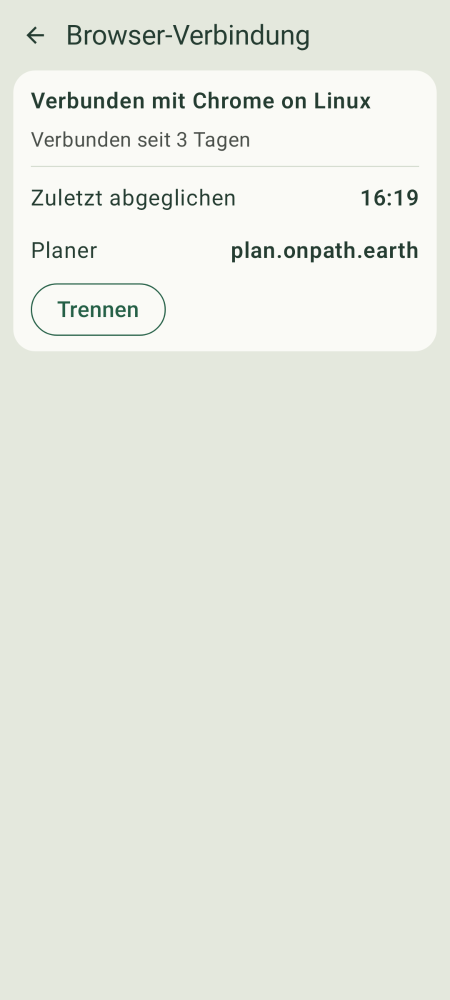 Browser-Verbindung
Verbunden mit Chrome on Linux
Verbunden seit 3 Tagen
Zuletzt abgeglichen 16:19
Planer plan.onpath.earth
Trennen